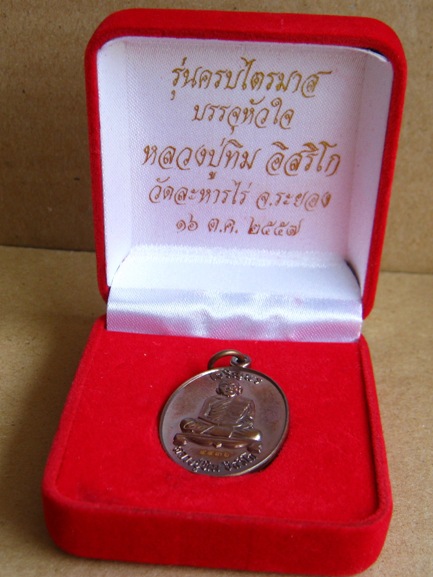 รุ่นครบไตรมาส
บรรจุหัวใจ
หลวงปู่ทิม อิสริโก
วัดละหารไร่ จ.ระยอง
๑๖ ต.ค. ๒๕๕๗